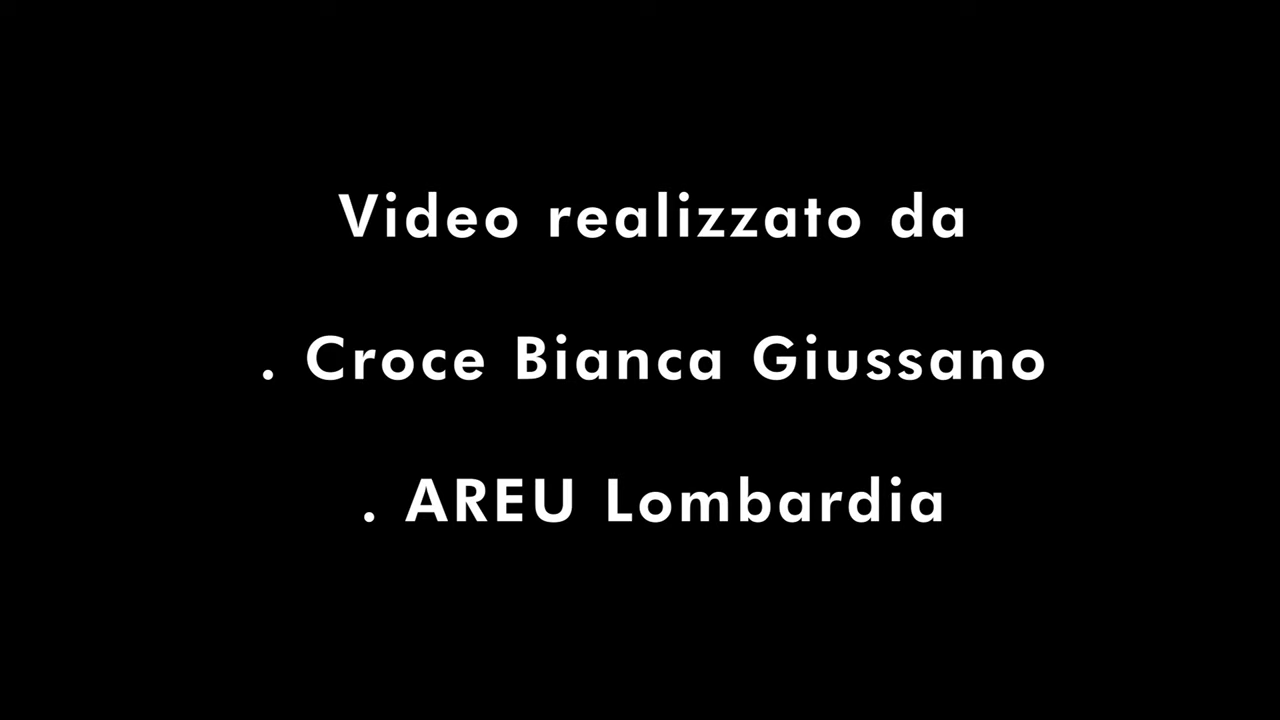 Video realizzato da
. Croce Bianca Giussano
. AREU Lombardia